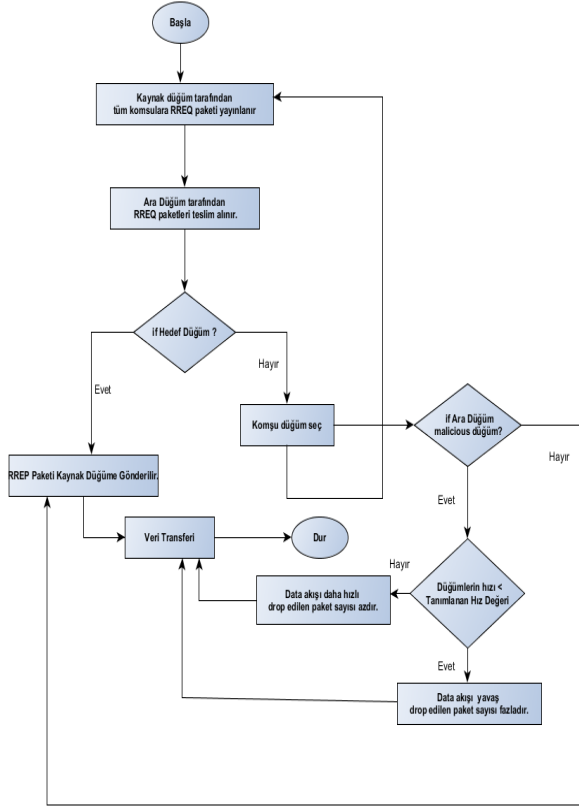 Başla
Kaynak düğüm tarafından
tüm komsulara RREQ paketi yayınlanır
Ara Düğüm tarafından
RREQ paketleri teslim alınır.
if Hedef Düğüm ?
Hayır
Evet
Komşu düğüm seç
if Ara Düğüm
malicious düğüm?
Hayır
RREP Paketi Kaynak Düğüme Gönderilir.
Evet
Veri Transferi
Dur
Hayır
Düğümlerin hızı <
Tanımlanan Hız Değeri
Data akışı daha hızlı
drop edilen paket sayısı azdır.
Evet
Data akışı yavaş
drop edilen paket sayısı fazladır.